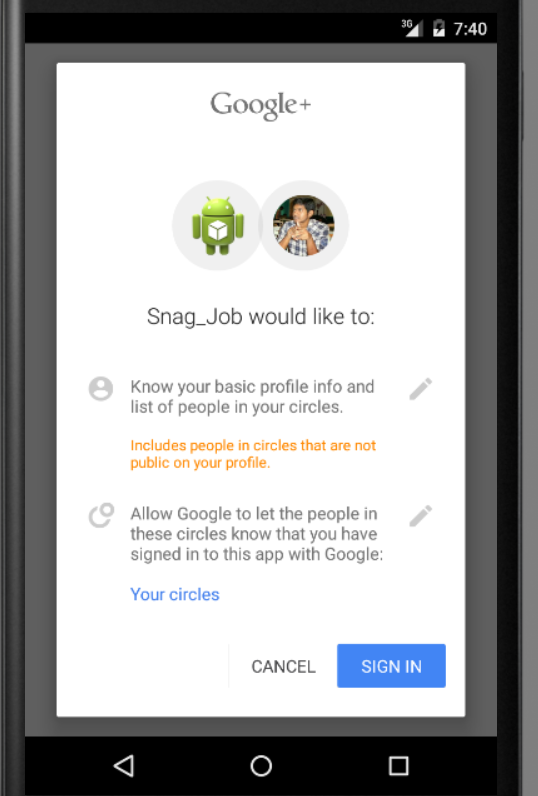 3G 7:40
Google+
Snag_Job would like to:
Know your basic profile info and
list of people in your circles.
Includes people in circles that are not
public on your profile.
Allow Google to let the people in
these circles know that you have
signed in to this app with Google:
Your circles
CANCEL SIGN IN